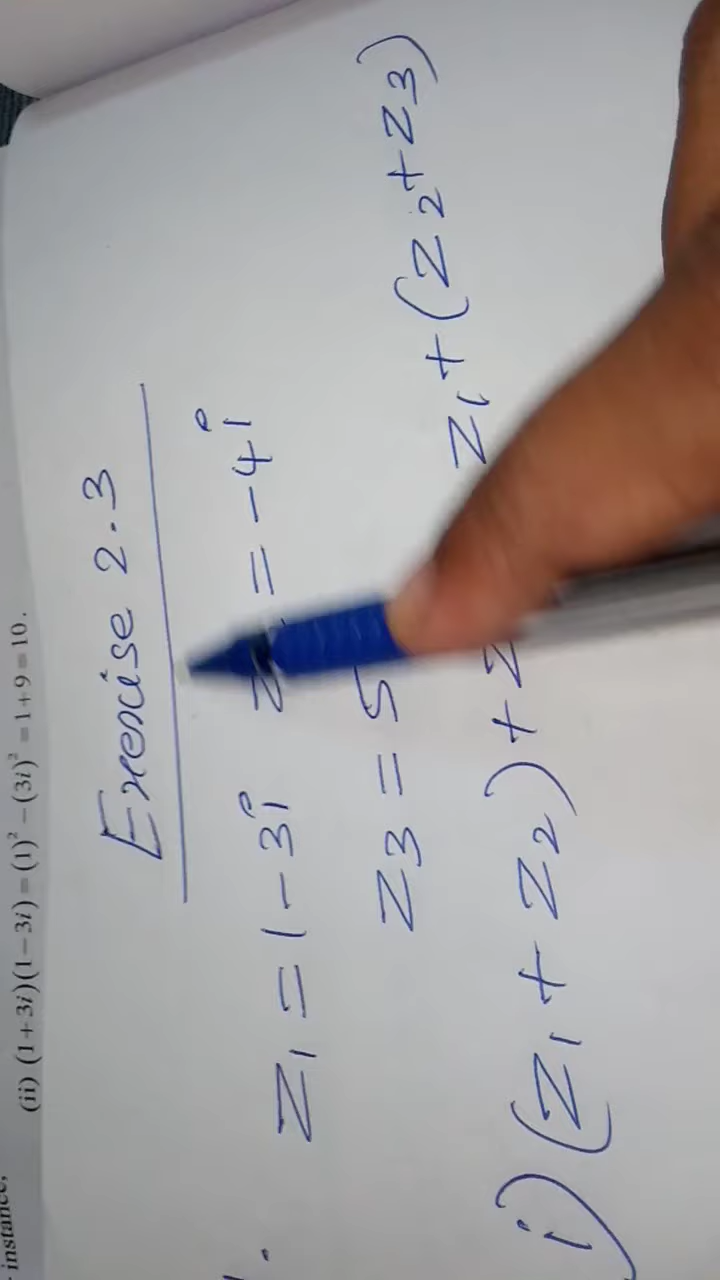 instance,
(ii) (1+3i)(1−3i) = (1)² − (3i)² = 1+9 = 10.
Exercise 2.3
1. Z₁ = 1 − 3i = −4i
Z₃ = 5
i) (Z₁ + Z₂) + Z Z₁ + (Z₂ + Z₃)